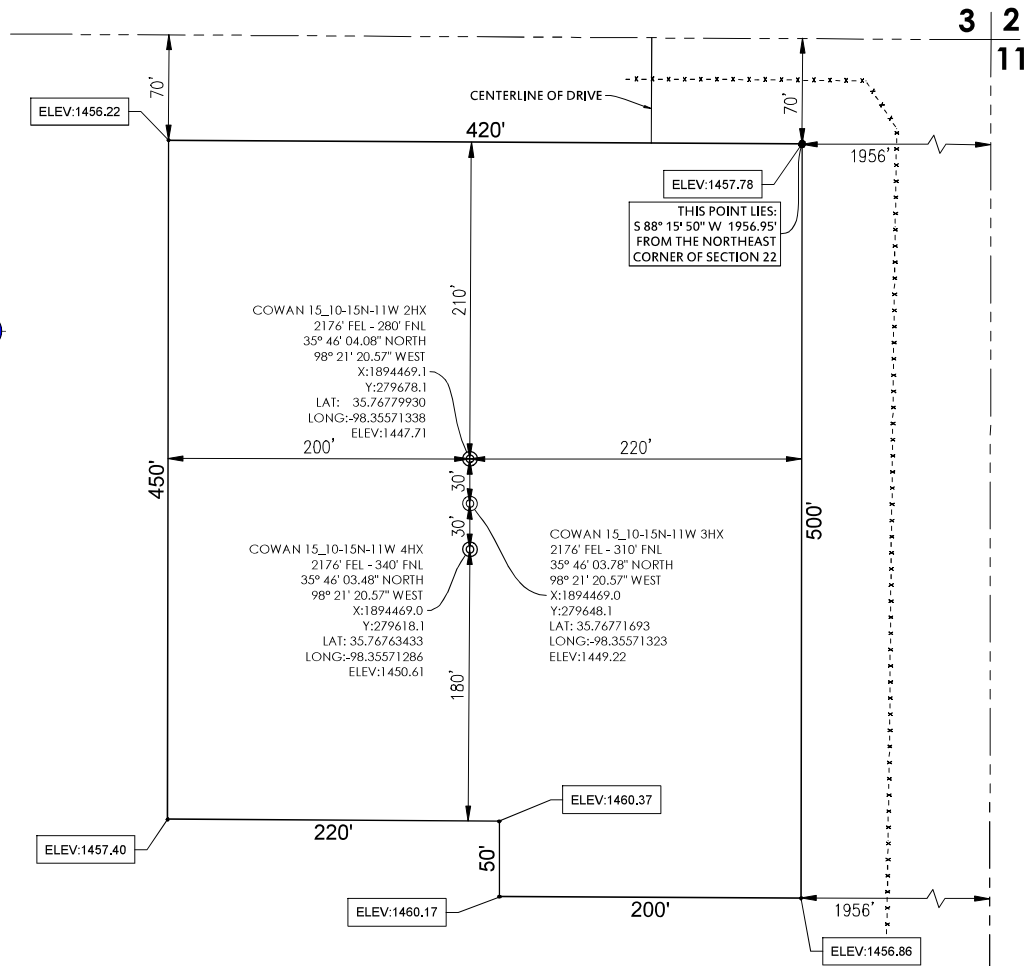 3 2
11
70'
70'
CENTERLINE OF DRIVE
ELEV:1456.22
420'
1956'
ELEV:1457.78
THIS POINT LIES:
S 88° 15' 50" W 1956.95'
FROM THE NORTHEAST
CORNER OF SECTION 22
210'
COWAN 15_10-15N-11W 2HX
2176' FEL - 280' FNL
35° 46' 04.08" NORTH
98° 21' 20.57" WEST
X:1894469.1
Y:279678.1
LAT: 35.76779930
LONG:-98.35571338
ELEV:1447.71
200'
220'
450'
30'
30'
500'
COWAN 15_10-15N-11W 4HX
2176' FEL - 340' FNL
35° 46' 03.48" NORTH
98° 21' 20.57" WEST
X:1894469.0
Y:279618.1
LAT: 35.76763433
LONG:-98.35571286
ELEV:1450.61
COWAN 15_10-15N-11W 3HX
2176' FEL - 310' FNL
35° 46' 03.78" NORTH
98° 21' 20.57" WEST
X:1894469.0
Y:279648.1
LAT: 35.76771693
LONG:-98.35571323
ELEV:1449.22
180'
ELEV:1460.37
220'
ELEV:1457.40
50'
ELEV:1460.17
200'
1956'
ELEV:1456.86